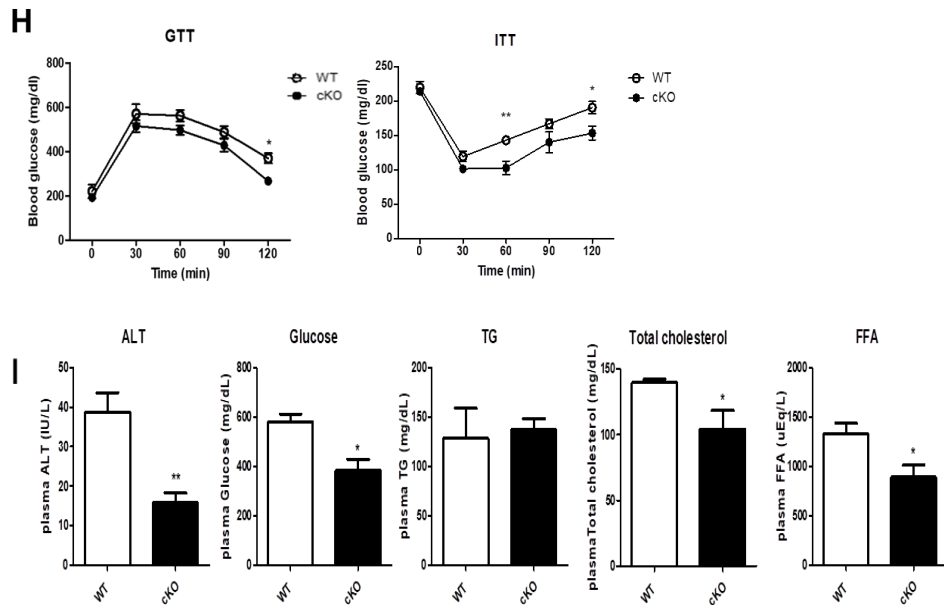 H
GTT
Blood glucose (mg/dl)
800
600
400
200
0
0 30 60 90 120
Time (min)
WT
cKO
*
ITT
Blood glucose (mg/dl)
250
200
150
100
50
0
0 30 60 90 120
Time (min)
WT
cKO
**
*
I
ALT
plasma ALT (IU/L)
50
40
30
20
10
0
**
WT cKO
Glucose
plasma Glucose (mg/dL)
800
600
400
200
0
*
WT cKO
TG
plasma TG (mg/dL)
200
150
100
50
0
WT cKO
Total cholesterol
plasmaTotal cholesterol (mg/dL)
150
100
50
0
*
WT cKO
FFA
plasma FFA (uEq/L)
2000
1500
1000
500
0
*
WT cKO